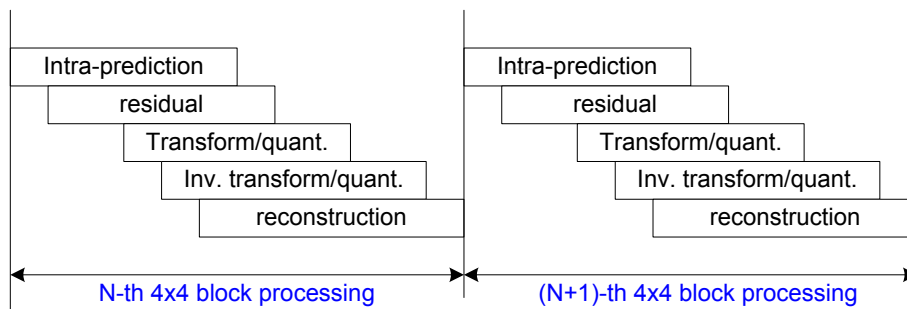 Intra-prediction
residual
Transform/quant.
Inv. transform/quant.
reconstruction
N-th 4x4 block processing
Intra-prediction
residual
Transform/quant.
Inv. transform/quant.
reconstruction
(N+1)-th 4x4 block processing